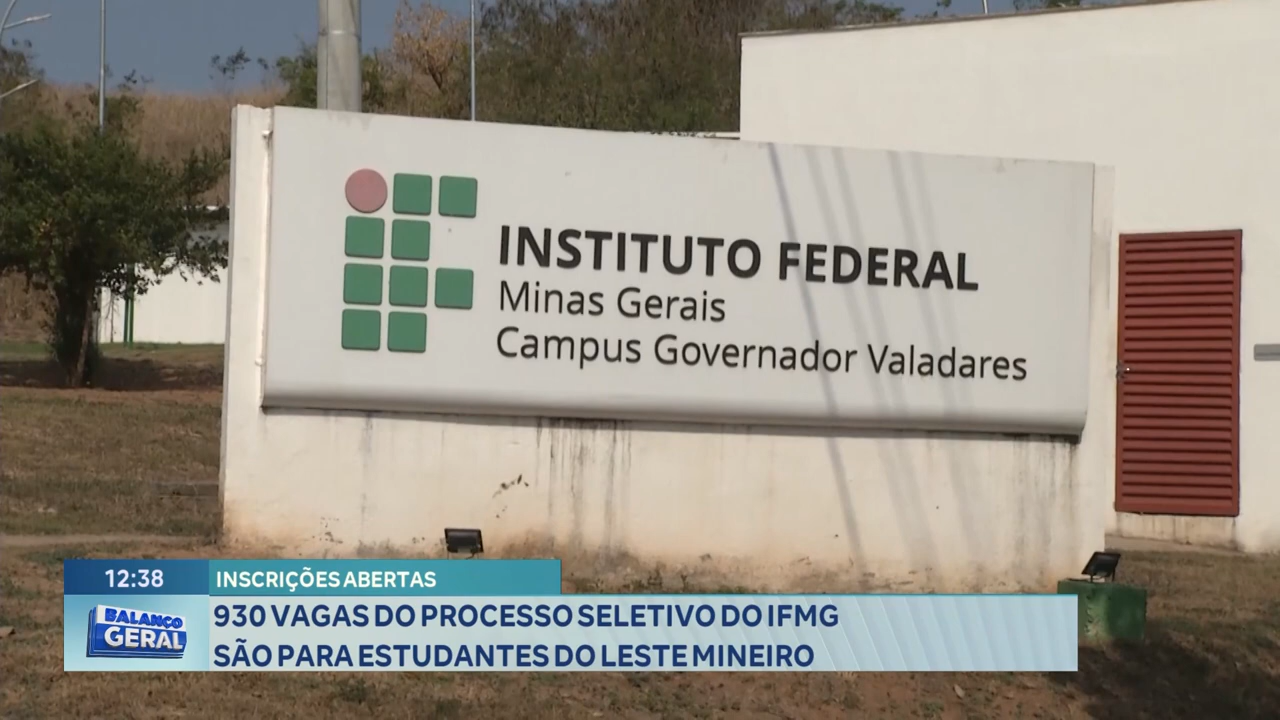 INSTITUTO FEDERAL
Minas Gerais
Campus Governador Valadares
12:38
INSCRIÇÕES ABERTAS
BALANÇO
GERAL
930 VAGAS DO PROCESSO SELETIVO DO IFMG
SÃO PARA ESTUDANTES DO LESTE MINEIRO